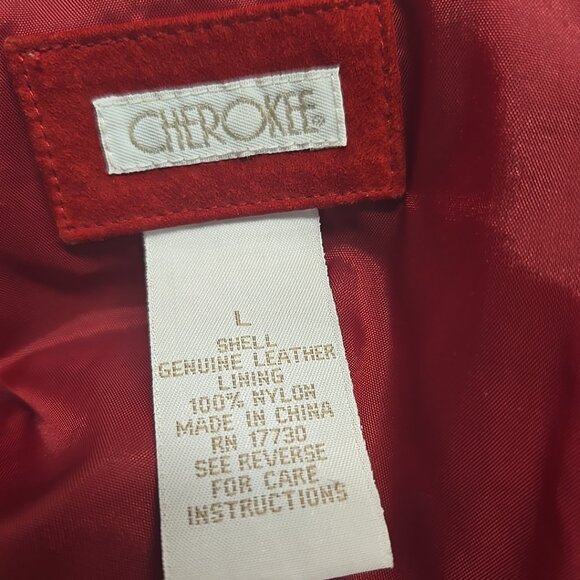 CHEROKEE
L
SHELL
GENUINE LEATHER
LINING
100% NYLON
MADE IN CHINA
RN 17730
SEE REVERSE
FOR CARE
INSTRUCTIONS